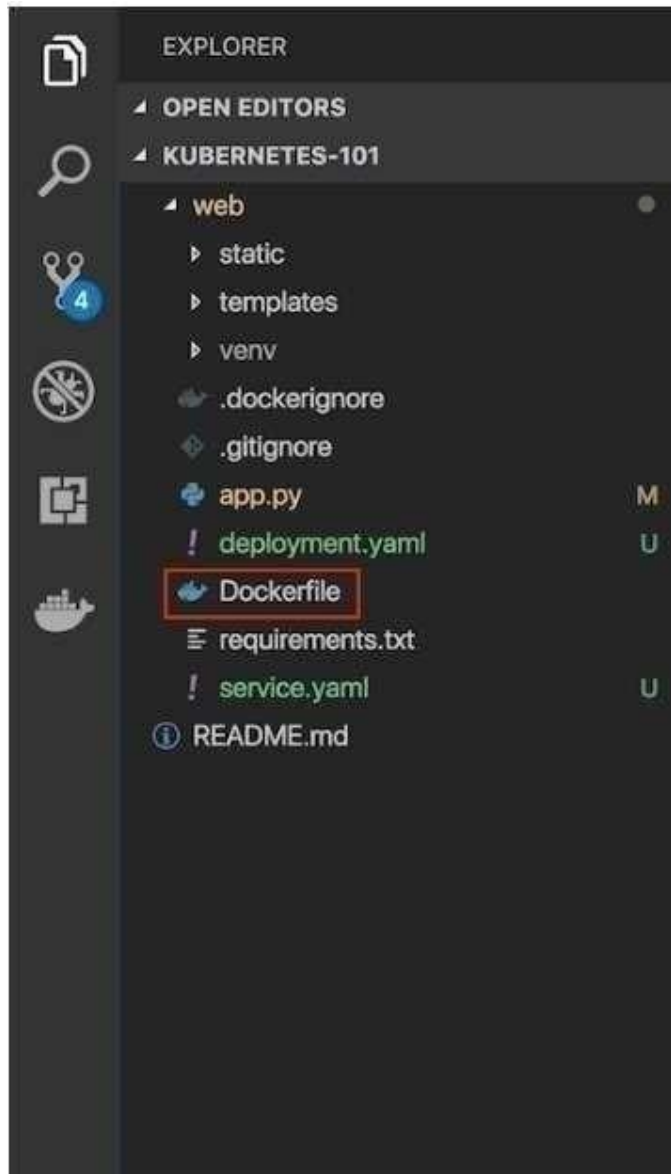 EXPLORER
OPEN EDITORS
KUBERNETES-101
web
static
templates
venv
4
.dockerignore
.gitignore
app.py M
deployment.yaml U
Dockerfile
requirements.txt
service.yaml U
README.md